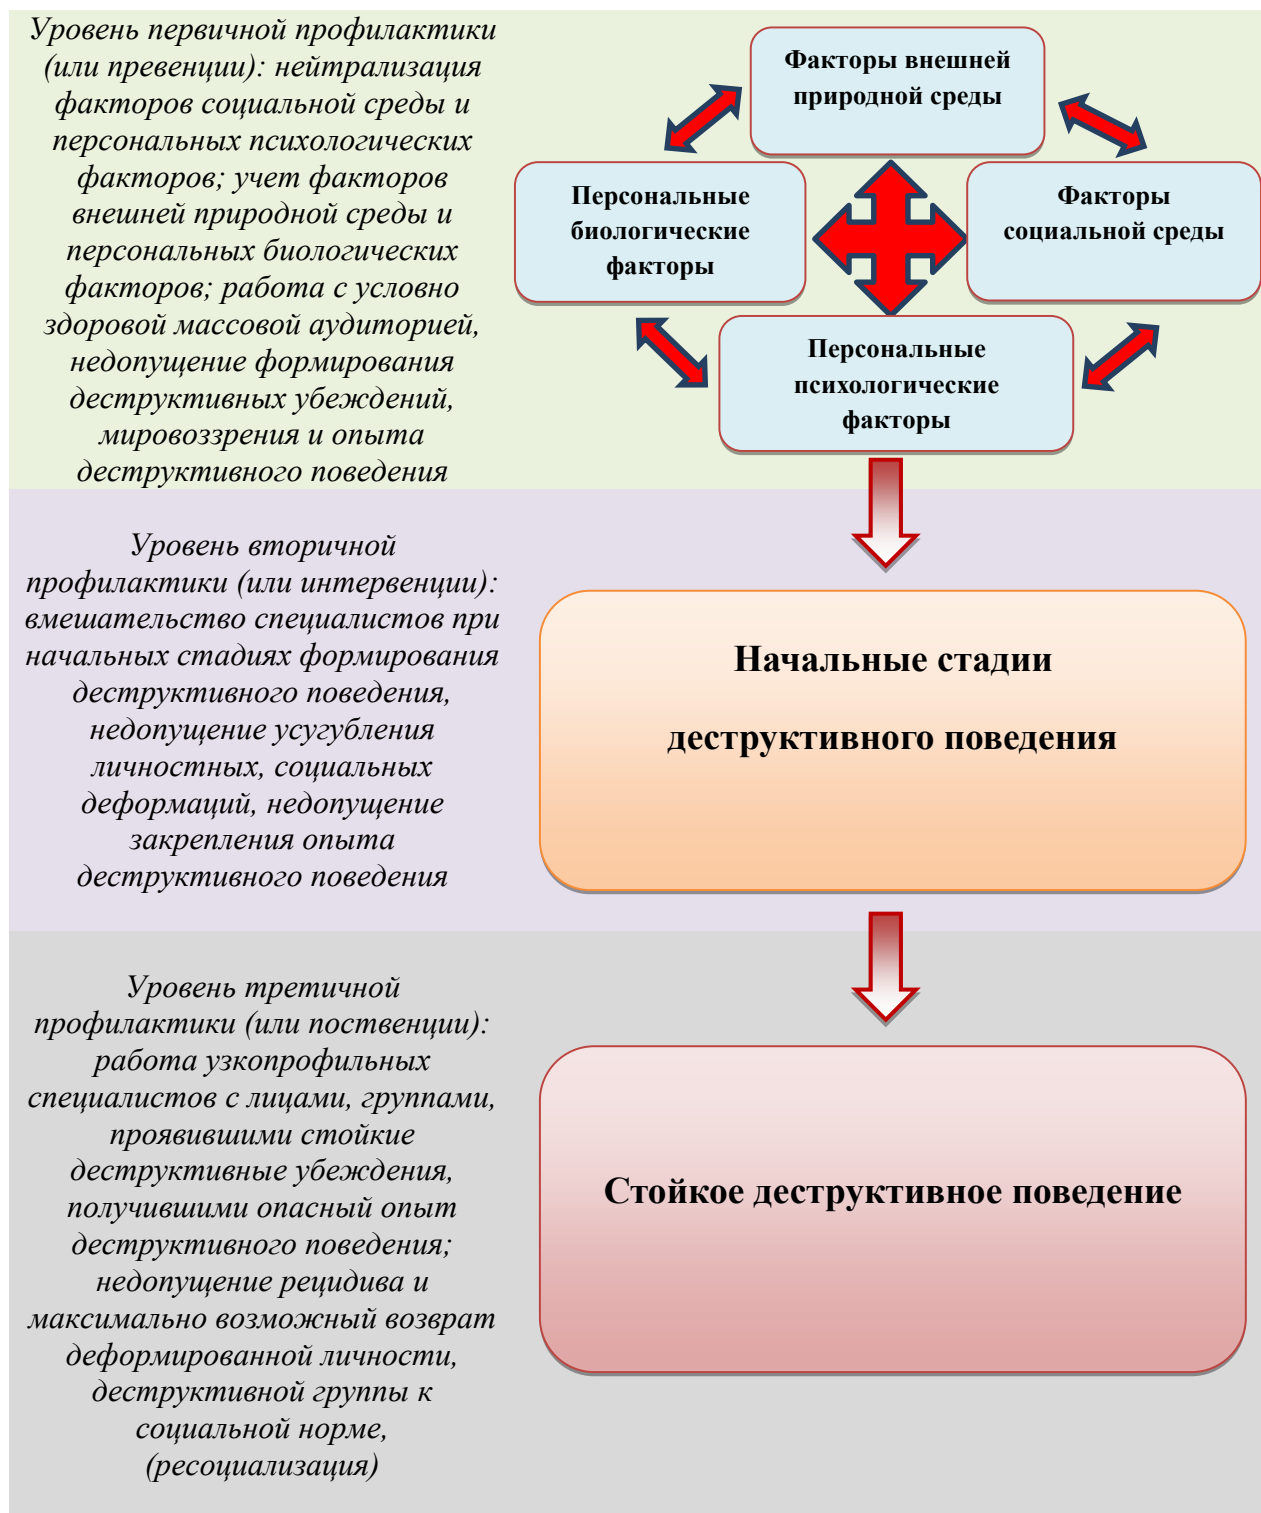 Уровень первичной профилактики
(или превенции): нейтрализация
факторов социальной среды и
персональных психологических
факторов; учет факторов
внешней природной среды и
персональных биологических
факторов; работа с условно
здоровой массовой аудиторией,
недопущение формирования
деструктивных убеждений,
мировоззрения и опыта
деструктивного поведения
Факторы внешней
природной среды
Персональные
биологические
факторы
Факторы
социальной среды
Персональные
психологические
факторы
Уровень вторичной
профилактики (или интервенции):
вмешательство специалистов при
начальных стадиях формирования
деструктивного поведения,
недопущение усугубления
личностных, социальных
деформаций, недопущение
закрепления опыта
деструктивного поведения
Начальные стадии
деструктивного поведения
Уровень третичной
профилактики (или поственции):
работа узкопрофильных
специалистов с лицами, группами,
проявившими стойкие
деструктивные убеждения,
получившими опасный опыт
деструктивного поведения;
недопущение рецидива и
максимально возможный возврат
деформированной личности,
деструктивной группы к
социальной норме,
(ресоциализация)
Стойкое деструктивное поведение